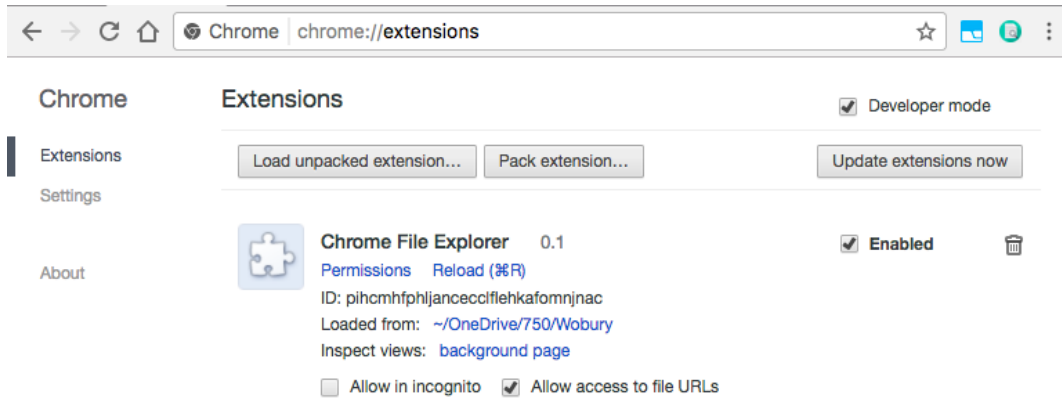 Chrome chrome://extensions
Chrome
Extensions
Developer mode
Extensions
Load unpacked extension...
Pack extension...
Update extensions now
Settings
Chrome File Explorer 0.1
Enabled
About
Permissions Reload (⌘R)
ID: pihcmhfphljancecclflehkafomnjnac
Loaded from: ~/OneDrive/750/Wobury
Inspect views: background page
Allow in incognito Allow access to file URLs